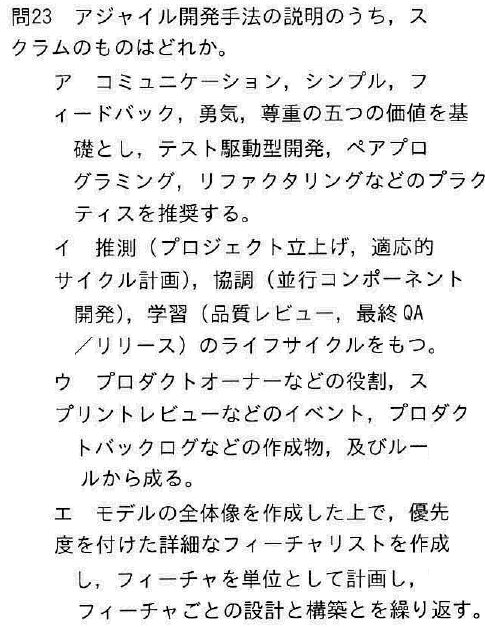 問23　アジャイル開発手法の説明のうち，ス
クラムのものはどれか。
ア　コミュニケーション，シンプル，フ
ィードバック，勇気，尊重の五つの価値を基
礎とし，テスト駆動型開発，ペアプロ
グラミング，リファクタリングなどのプラク
ティスを推奨する。
イ　推測（プロジェクト立上げ，適応的
サイクル計画），協調（並行コンポーネント
開発），学習（品質レビュー，最終QA
／リリース）のライフサイクルをもつ。
ウ　プロダクトオーナーなどの役割，ス
プリントレビューなどのイベント，プロダク
トバックログなどの作成物，及びルー
ルから成る。
エ　モデルの全体像を作成した上で，優先
度を付けた詳細なフィーチャリストを作成
し，フィーチャを単位として計画し，
フィーチャごとの設計と構築とを繰り返す。